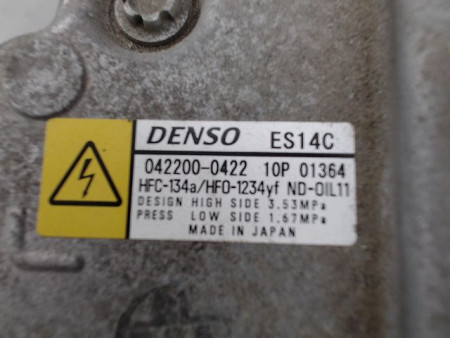 DENSO ES14C
042200-0422 10P 01364
HFC-134a/HFO-1234yf ND-OIL11
DESIGN HIGH SIDE 3.53MPa
PRESS LOW SIDE 1.67MPa
MADE IN JAPAN